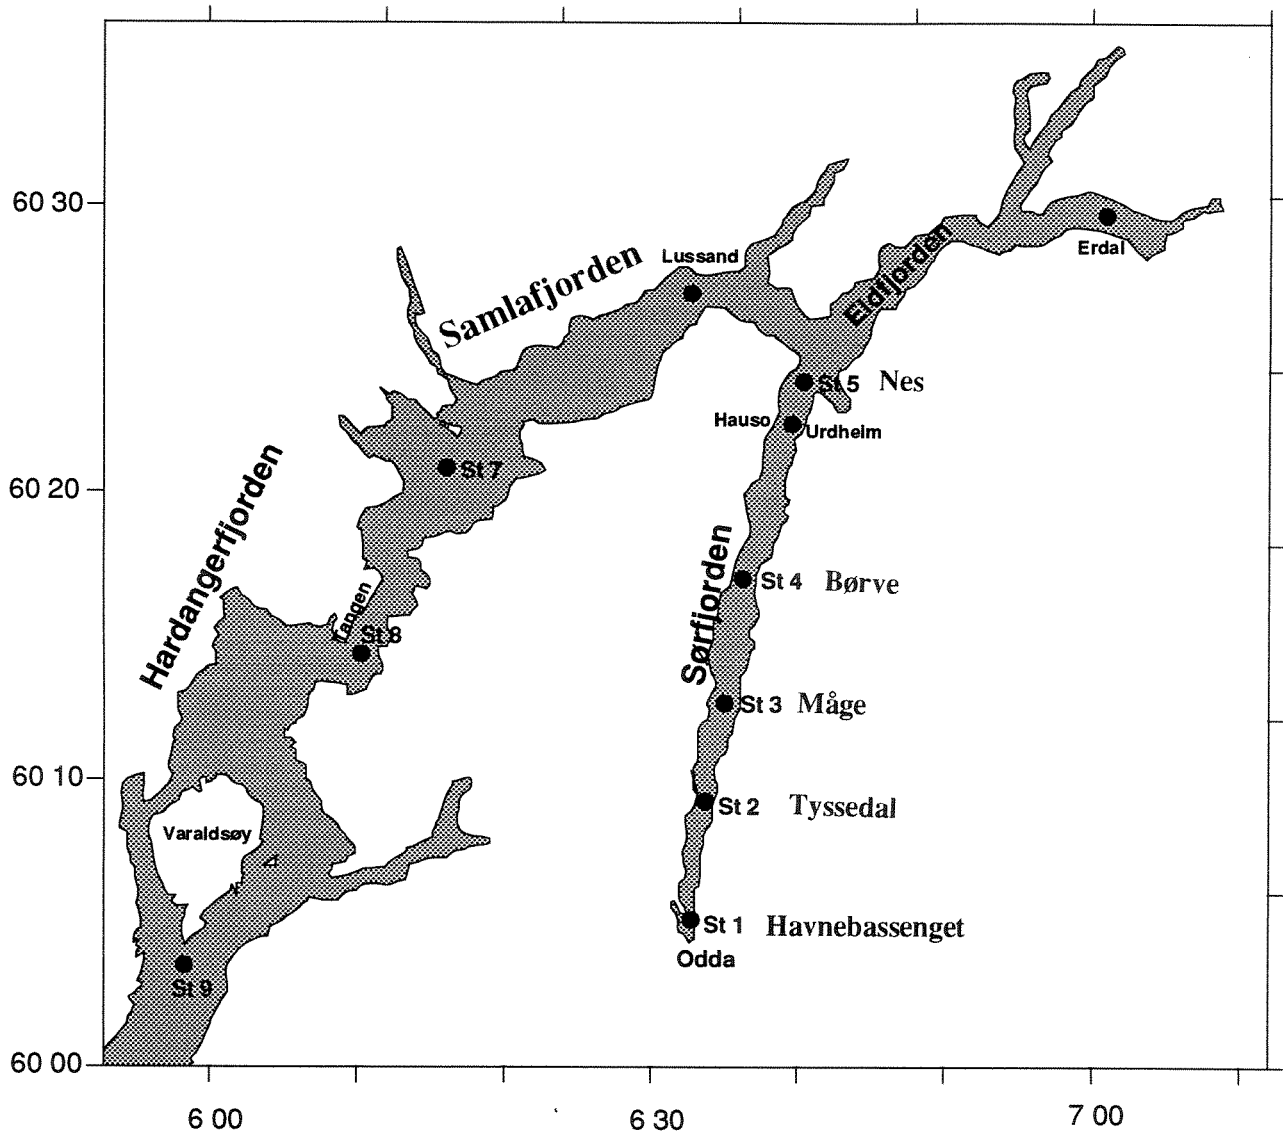 60 30
Lussand
Samlafjorden
Eidfjorden
Erdal
St 5 Nes
Hauso
Urdheim
Hardangerfjorden
St 7
60 20
Sørfjorden
St 4 Børve
Tangen
St 8
St 3 Måge
60 10
St 2 Tyssedal
Varaldsøy
St 1 Havnebassenget
Odda
St 9
60 00
6 00
6 30
7 00